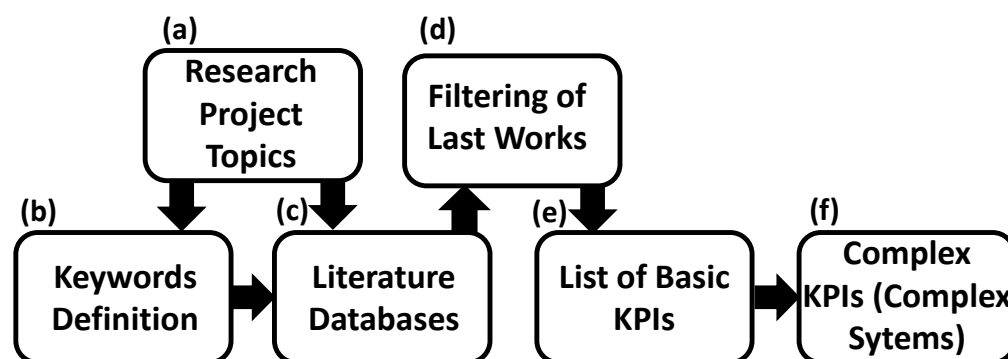 (a)
Research
Project
Topics
(d)
Filtering of
Last Works
(b)
Keywords
Definition
(c)
Literature
Databases
(e)
List of Basic
KPIs
(f)
Complex
KPIs (Complex
Sytems)